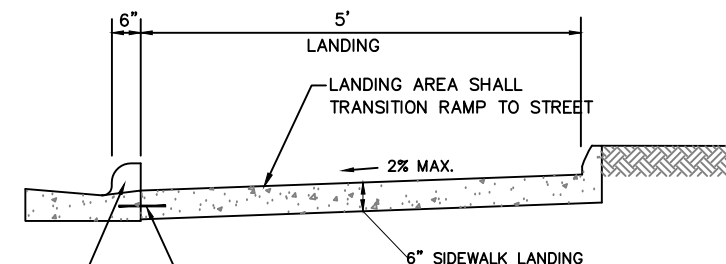 6"
5'
LANDING
LANDING AREA SHALL
TRANSITION RAMP TO STREET
2% MAX.
6" SIDEWALK LANDING